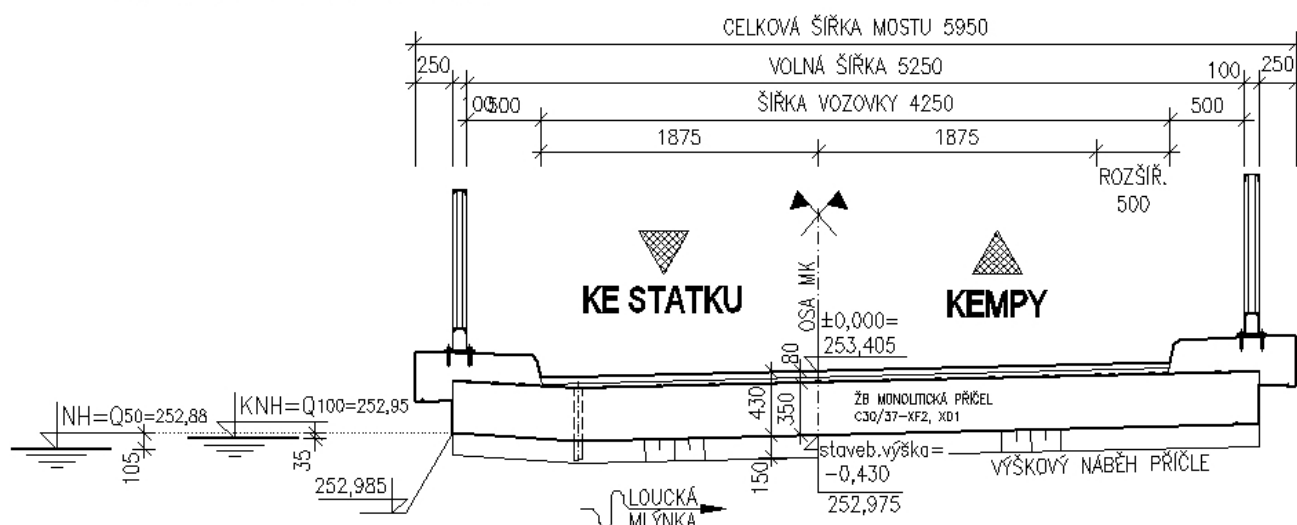 CELKOVÁ ŠÍŘKA MOSTU 5950
250
VOLNÁ ŠÍŘKA 5250
100
250
100
500
ŠÍŘKA VOZOVKY 4250
500
1875
1875
ROZŠÍŘ.
500
KE STATKU
OSA MK
KEMPY
±0,000=
253,405
80
430
350
ŽB MONOLITICKÁ PŘÍČEL
C30/37-XF2, XD1
NH=Q50=252,88
KNH=Q100=252,95
105
35
252,985
150
staveb.výška=
-0,430
252,975
VÝŠKOVÝ NÁBĚH PŘÍČLE
LOUCKÁ
MLÝNKA